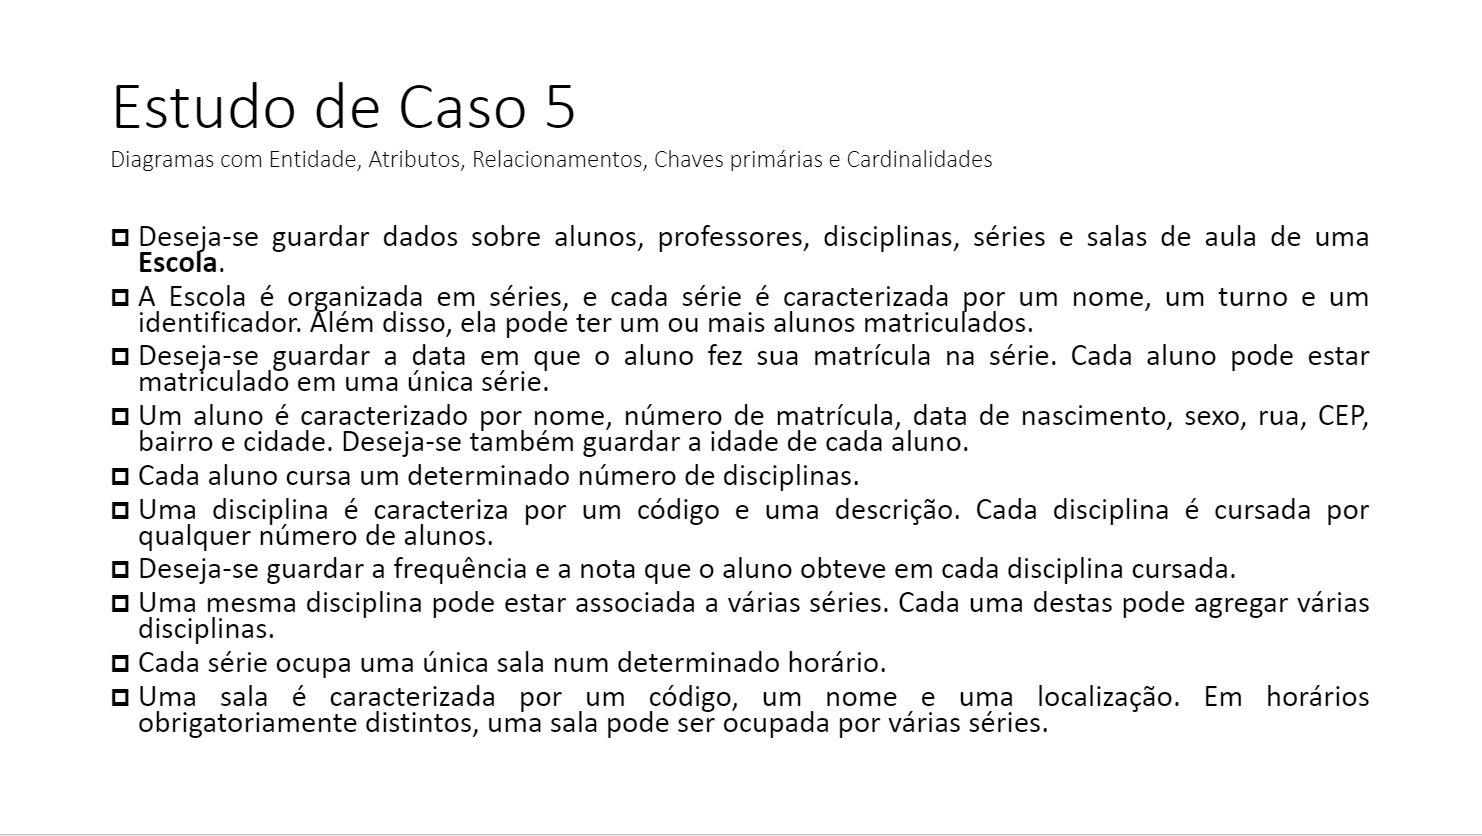 Estudo de Caso 5
Diagramas com Entidade, Atributos, Relacionamentos, Chaves primárias e Cardinalidades
Deseja-se guardar dados sobre alunos, professores, disciplinas, séries e salas de aula de uma
Escola.
A Escola é organizada em séries, e cada série é caracterizada por um nome, um turno e um
identificador. Além disso, ela pode ter um ou mais alunos matriculados.
Deseja-se guardar a data em que o aluno fez sua matrícula na série. Cada aluno pode estar
matriculado em uma única série.
Um aluno é caracterizado por nome, número de matrícula, data de nascimento, sexo, rua, CEP,
bairro e cidade. Deseja-se também guardar a idade de cada aluno.
Cada aluno cursa um determinado número de disciplinas.
Uma disciplina é caracteriza por um código e uma descrição. Cada disciplina é cursada por
qualquer número de alunos.
Deseja-se guardar a frequência e a nota que o aluno obteve em cada disciplina cursada.
Uma mesma disciplina pode estar associada a várias séries. Cada uma destas pode agregar várias
disciplinas.
Cada série ocupa uma única sala num determinado horário.
Uma sala é caracterizada por um código, um nome e uma localização. Em horários
obrigatoriamente distintos, uma sala pode ser ocupada por várias séries.